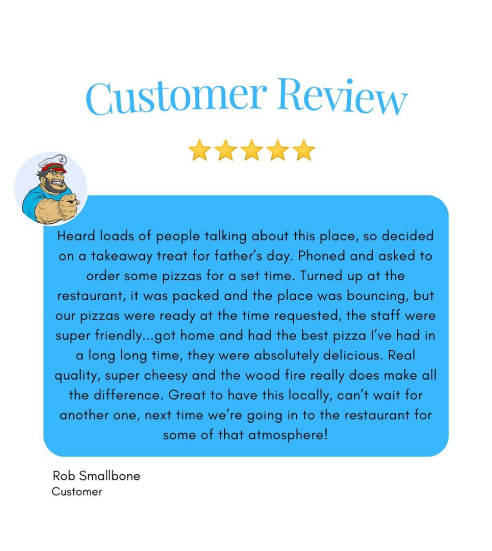 Customer Review
Heard loads of people talking about this place, so decided
on a takeaway treat for father's day. Phoned and asked to
order some pizzas for a set time. Turned up at the
restaurant, it was packed and the place was bouncing, but
our pizzas were ready at the time requested, the staff were
super friendly...got home and had the best pizza I've had in
a long long time, they were absolutely delicious. Real
quality, super cheesy and the wood fire really does make all
the difference. Great to have this locally, can't wait for
another one, next time we're going in to the restaurant for
some of that atmosphere!
Rob Smallbone
Customer